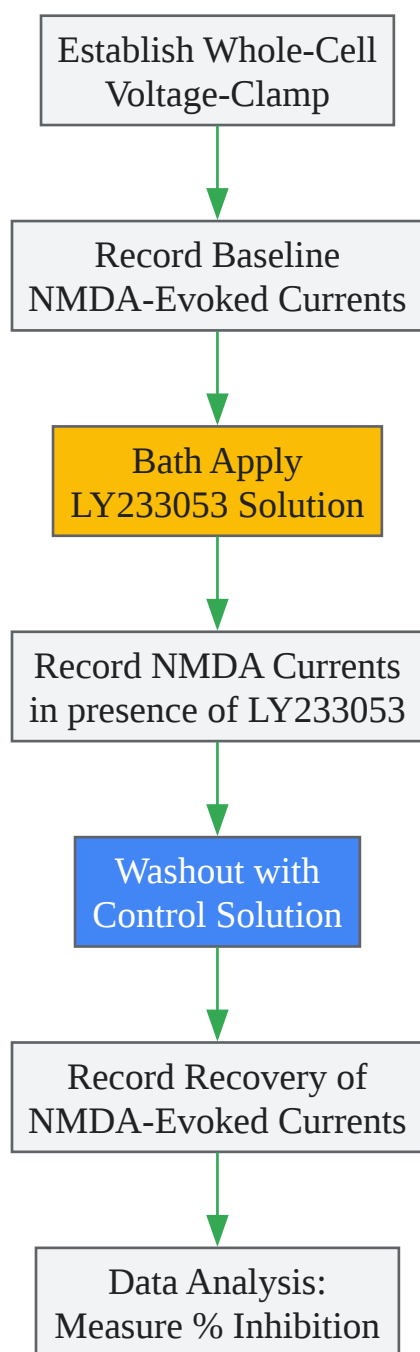 Establish Whole-Cell
Voltage-Clamp
Record Baseline
NMDA-Evoked Currents
Bath Apply
LY233053 Solution
Record NMDA Currents
in presence of LY233053
Washout with
Control Solution
Record Recovery of
NMDA-Evoked Currents
Data Analysis:
Measure % Inhibition